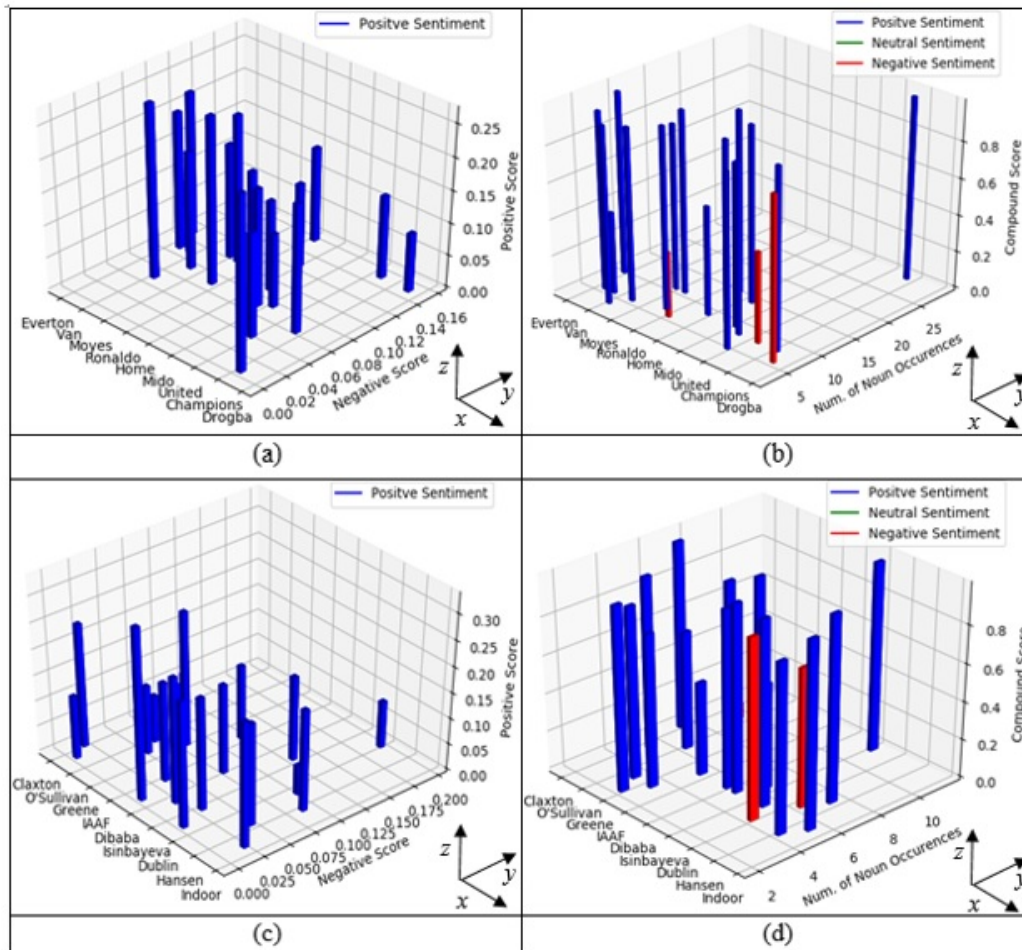 Positve Sentiment
0.25
0.20
0.15
0.10
0.05
0.00
Positive Score
Everton
Van
Moyes
Ronaldo
Home
Mido
United
Champions
Drogba
0.00
0.02
0.04
0.06
0.08
0.10
0.12
0.14
0.16
Negative Score
z
y
x
(a)
Positve Sentiment
Neutral Sentiment
Negative Sentiment
0.8
0.6
0.4
0.2
0.0
Compound Score
Everton
Van
Moyes
Ronaldo
Home
Mido
United
Champions
Drogba
5
10
15
20
25
Num. of Noun Occurences
z
y
x
(b)
Positve Sentiment
0.30
0.25
0.20
0.15
0.10
0.05
0.00
Positive Score
Claxton
O'Sullivan
Greene
IAAF
Dibaba
Isinbayeva
Dublin
Hansen
Indoor
0.000
0.025
0.050
0.075
0.100
0.125
0.150
0.175
0.200
Negative Score
z
y
x
(c)
Positve Sentiment
Neutral Sentiment
Negative Sentiment
0.8
0.6
0.4
0.2
0.0
Compound Score
Claxton
O'Sullivan
Greene
IAAF
Dibaba
Isinbayeva
Dublin
Hansen
Indoor
2
4
6
8
10
Num. of Noun Occurences
z
y
x
(d)